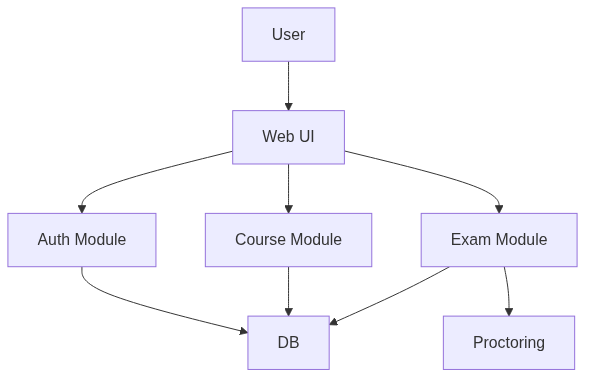 User
Web UI
Auth Module
Course Module
Exam Module
DB
Proctoring